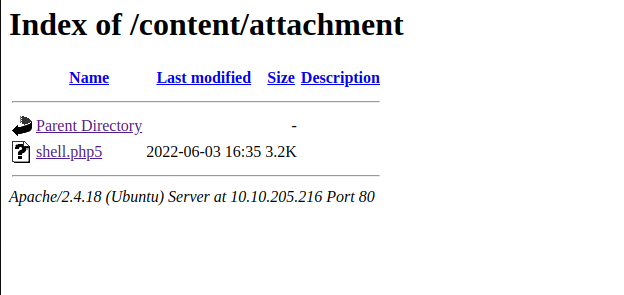 Index of /content/attachment
Name Last modified Size Description
Parent Directory -
shell.php5 2022-06-03 16:35 3.2K
Apache/2.4.18 (Ubuntu) Server at 10.10.205.216 Port 80